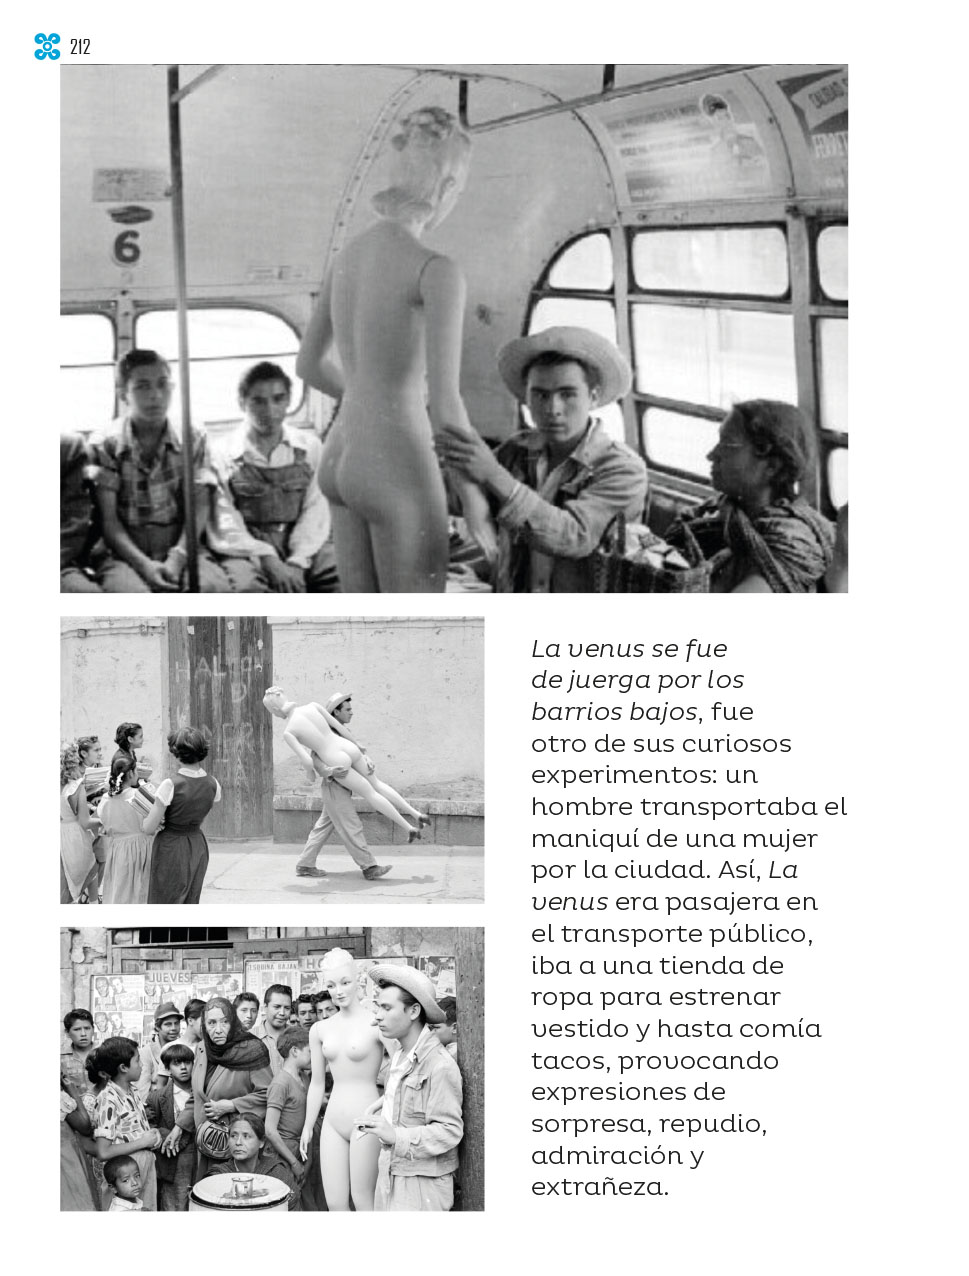 212
6
HALTO
JUEVES
ESQUINA BAJAN
La venus se fue
de juerga por los
barrios bajos, fue
otro de sus curiosos
experimentos: un
hombre transportaba el
maniquí de una mujer
por la ciudad. Así, La
venus era pasajera en
el transporte público,
iba a una tienda de
ropa para estrenar
vestido y hasta comía
tacos, provocando
expresiones de
sorpresa, repudio,
admiración y
extrañeza.